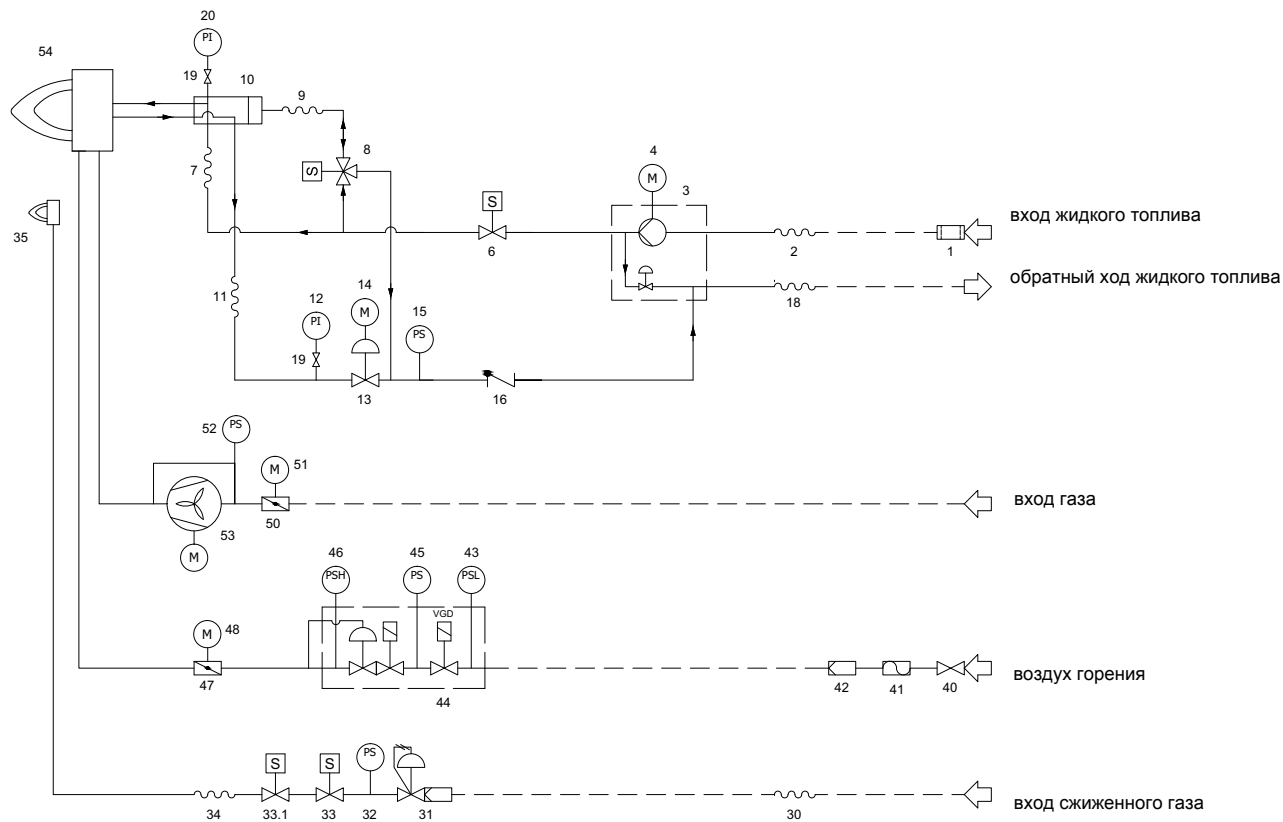 20
PI
54
19
10
9
8
S
7
4
M
3
S
6
2
1
вход жидкого топлива
обратный ход жидкого топлива
18
35
11
12
PI
19
14
M
13
15
PS
16
52
PS
M
51
50
53
M
вход газа
46
PSH
45
PS
43
PSL
VGD
M
48
47
44
42
41
40
воздух горения
S
S
PS
34
33.1
33
32
31
30
вход сжиженного газа